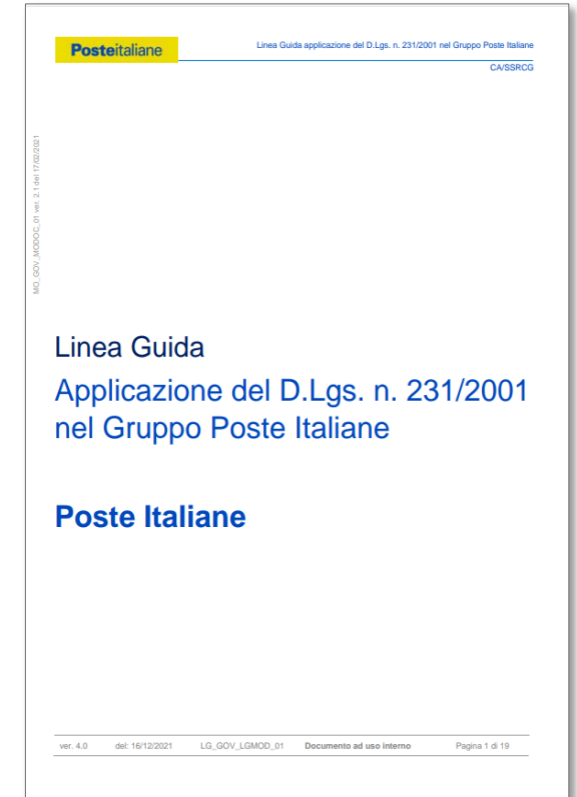 Posteitaliane
Linea Guida applicazione del D.Lgs. n. 231/2001 nel Gruppo Poste Italiane
CA/SSRCG
MO_GOV_MODOC_01 ver. 2.1 del 17/02/2021
Linea Guida
Applicazione del D.Lgs. n. 231/2001
nel Gruppo Poste Italiane
Poste Italiane
ver. 4.0 del: 16/12/2021 LG_GOV_LGMOD_01 Documento ad uso interno Pagina 1 di 19